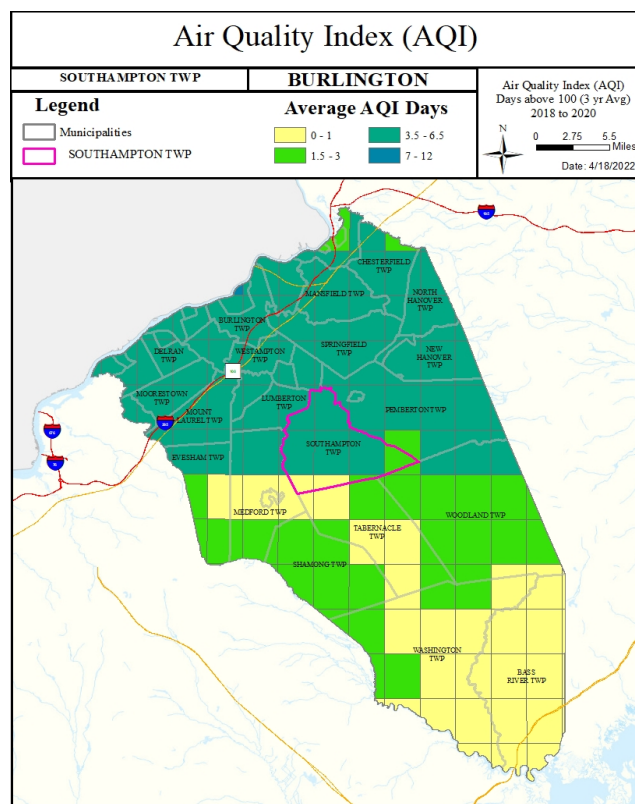 Air Quality Index (AQI)
SOUTHAMPTON TWP
BURLINGTON
Legend
Municipalities
SOUTHAMPTON TWP
Average AQI Days
0 - 1
3.5 - 6.5
1.5 - 3
7 - 12
Air Quality Index (AQI)
Days above 100 (3 yr Avg)
2018 to 2020
N
0 2.75 5.5
Miles
Date: 4/18/2022
CHESTERFIELD
TWP
MANSFIELD TWP
NORTH
HANOVER
TWP
BURLINGTON
TWP
SPRINGFIELD
TWP
DELRAN
TWP
WESTAMPTON
TWP
NEW
HANOVER
TWP
MOORESTOWN
TWP
LUMBERTON
TWP
MOUNT
LAUREL TWP
PEMBERTON TWP
SOUTHAMPTON
TWP
EVESHAM TWP
MEDFORD TWP
WOODLAND TWP
TABERNACLE
TWP
SHAMONG TWP
WASHINGTON
TWP
BASS
RIVER TWP